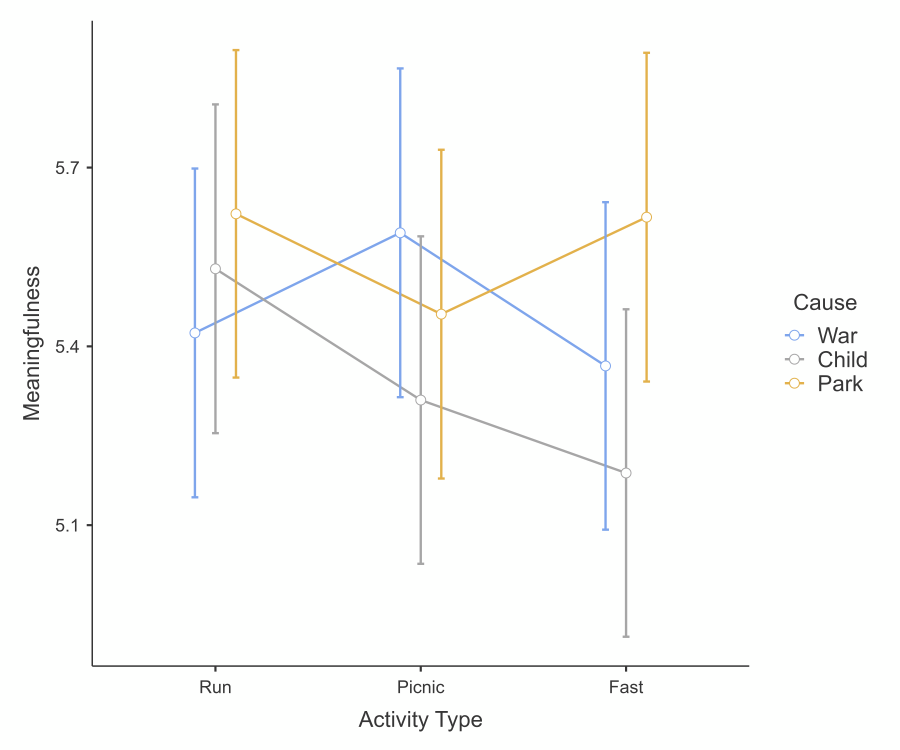 Meaningfulness
5.7
5.4
5.1
Run Picnic Fast
Activity Type
Cause
War
Child
Park